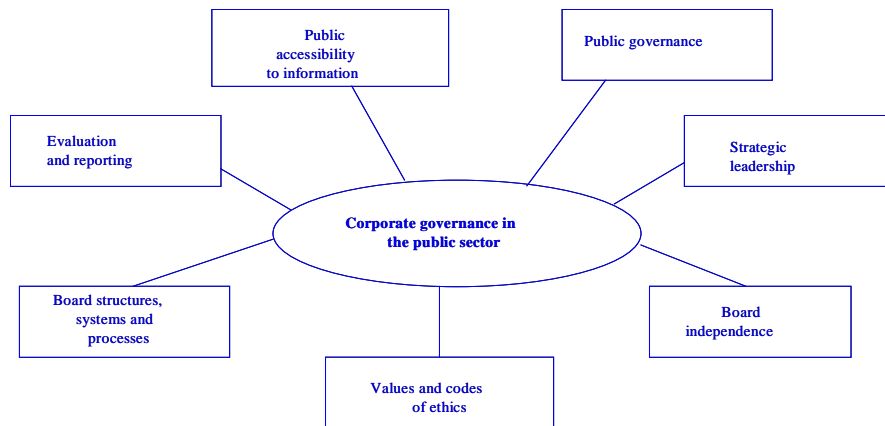 Public
accessibility
to information
Public governance
Evaluation
and reporting
Strategic
leadership
Corporate governance in
the public sector
Board structures,
systems and
processes
Board
independence
Values and codes
of ethics